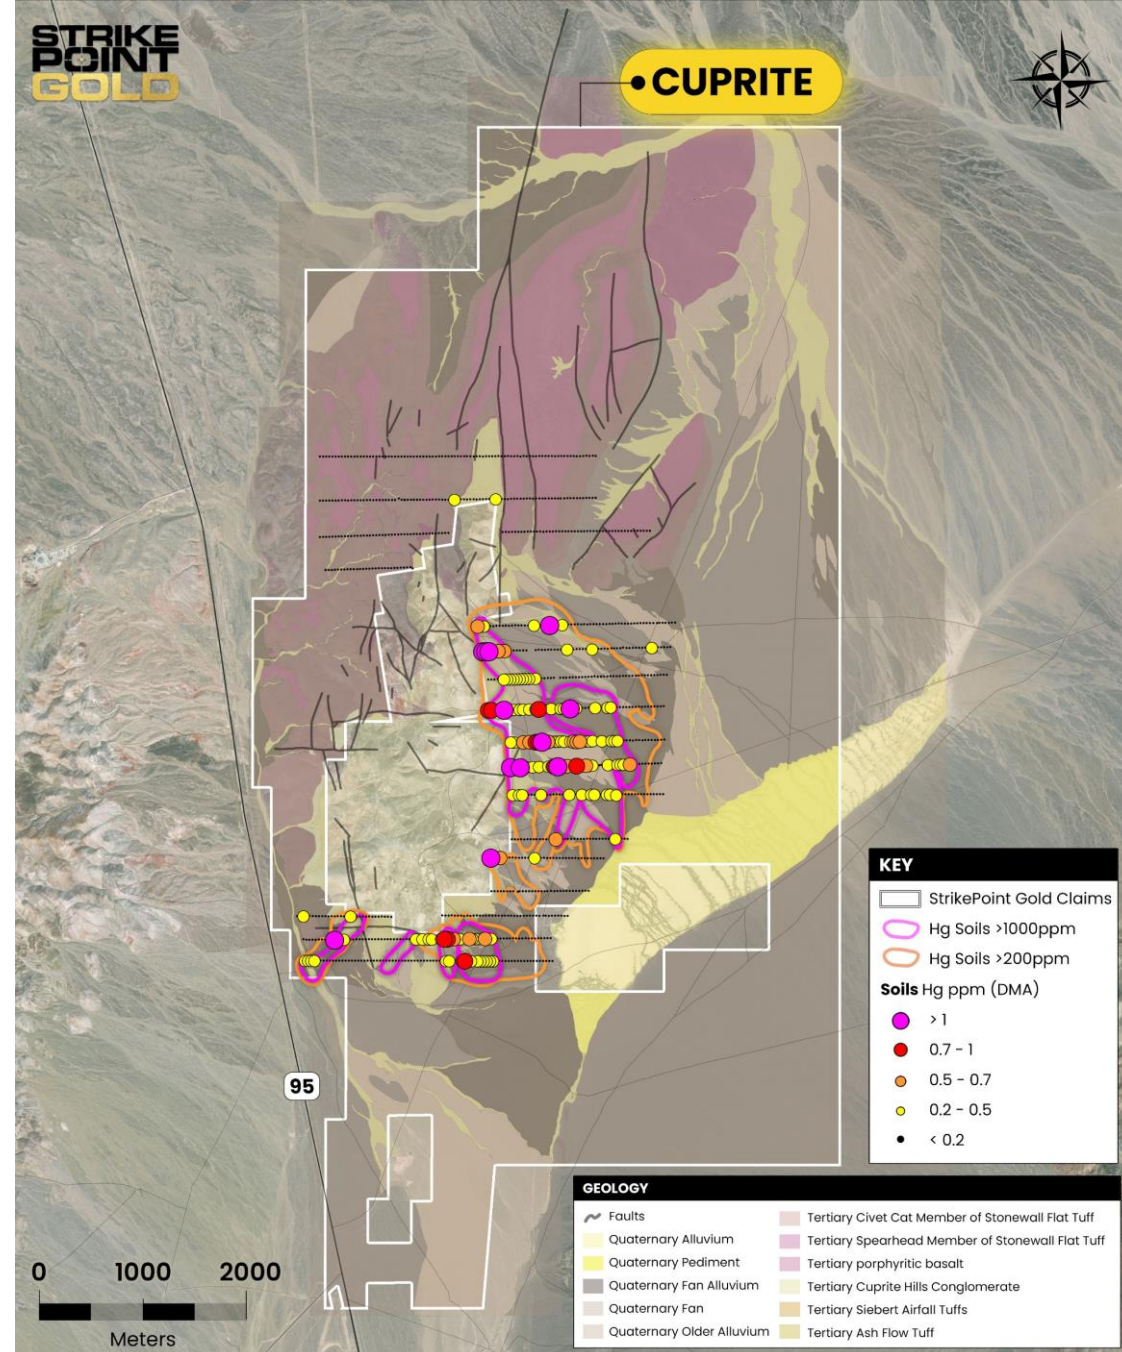 STRIKE
POINT
GOLD
CUPRITE
95
KEY
StrikePoint Gold Claims
Hg Soils >1000ppm
Hg Soils >200ppm
Soils Hg ppm (DMA)
> 1
0.7 - 1
0.5 - 0.7
0.2 - 0.5
< 0.2
GEOLOGY
Faults
Quaternary Alluvium
Quaternary Pediment
Quaternary Fan Alluvium
Quaternary Fan
Quaternary Older Alluvium
Tertiary Civet Cat Member of Stonewall Flat Tuff
Tertiary Spearhead Member of Stonewall Flat Tuff
Tertiary porphyritic basalt
Tertiary Cuprite Hills Conglomerate
Tertiary Siebert Airfall Tuffs
Tertiary Ash Flow Tuff
0 1000 2000
Meters